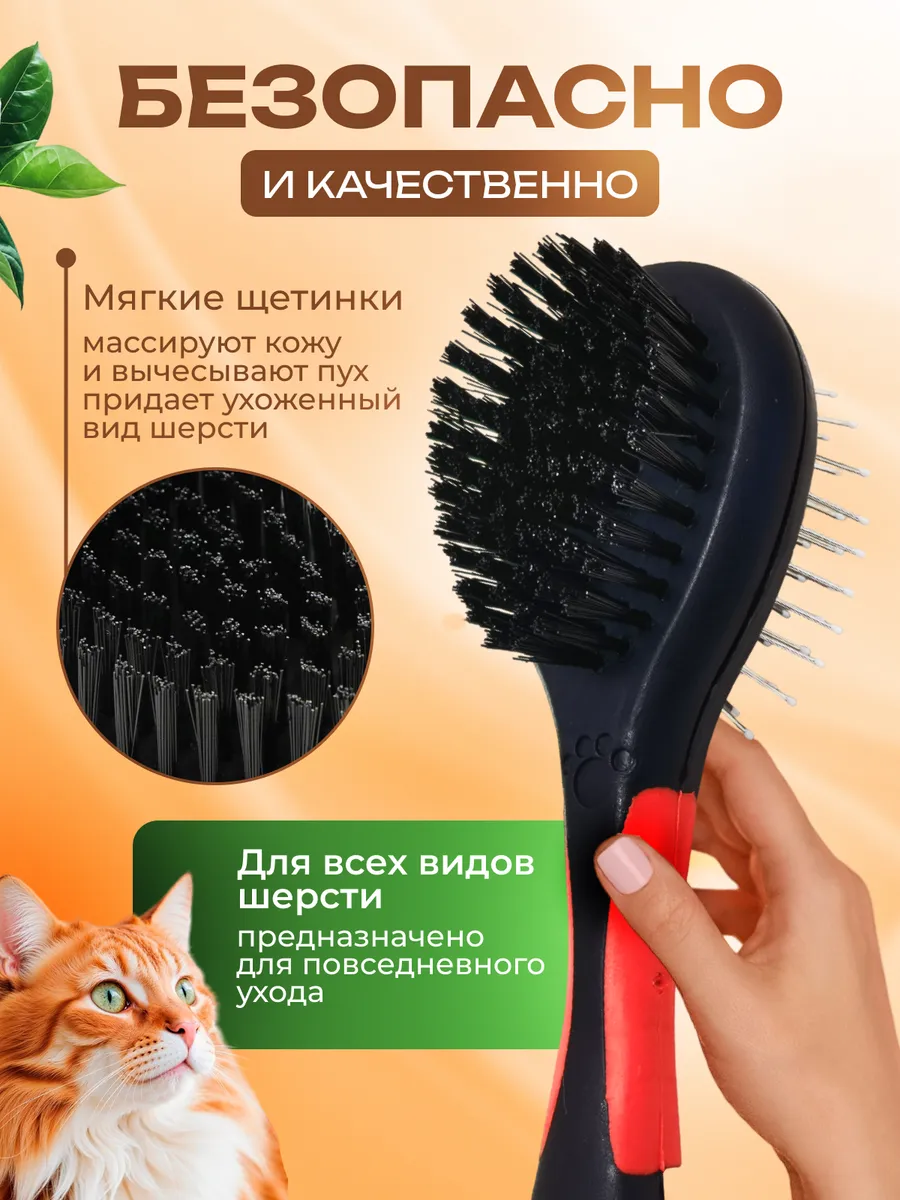 БЕЗОПАСНО
И КАЧЕСТВЕННО
Мягкие щетинки
массируют кожу
и вычесывают пух
придает ухоженный
вид шерсти
Для всех видов
шерсти
предназначено
для повседневного
ухода